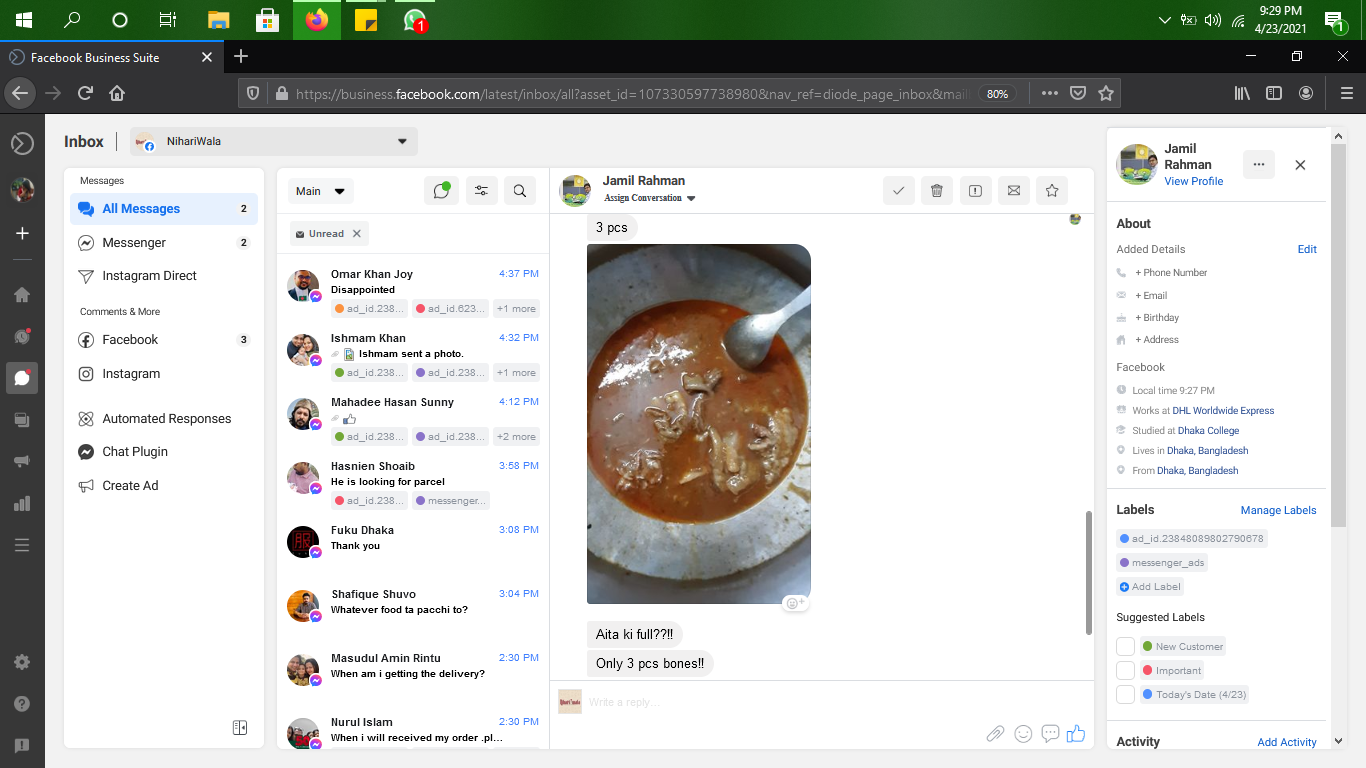 9:29 PM
4/23/2021
1
1
Facebook Business Suite
https://business.facebook.com/latest/inbox/all?asset_id=107330597738980&nav_ref=diode_page_inbox&mail
80%
Inbox
NihariWala
Messages
All Messages 2
Messenger 2
Instagram Direct
Comments & More
Facebook 3
Instagram
Automated Responses
Chat Plugin
Create Ad
Main
Unread
Omar Khan Joy 4:37 PM
Disappointed
ad_id.238... ad_id.623... +1 more
Ishmam Khan 4:32 PM
Ishmam sent a photo.
ad_id.238... ad_id.238... +1 more
Mahadee Hasan Sunny 4:12 PM
ad_id.238... ad_id.238... +2 more
Hasnien Shoaib 3:58 PM
He is looking for parcel
ad_id.238... messenger...
Fuku Dhaka 3:08 PM
Thank you
Shafique Shuvo 3:04 PM
Whatever food ta pacchi to?
Masudul Amin Rintu 2:30 PM
When am i getting the delivery?
Nurul Islam 2:30 PM
When i will received my order .pl...
Jamil Rahman
Assign Conversation
3 pcs
Aita ki full??!!
Only 3 pcs bones!!
Write a reply...
Jamil
Rahman
View Profile
About
Added Details Edit
+ Phone Number
+ Email
+ Birthday
+ Address
Facebook
Local time 9:27 PM
Works at DHL Worldwide Express
Studied at Dhaka College
Lives in Dhaka, Bangladesh
From Dhaka, Bangladesh
Labels Manage Labels
ad_id.23848089802790678
messenger_ads
Add Label
Suggested Labels
New Customer
Important
Today's Date (4/23)
Activity Add Activity